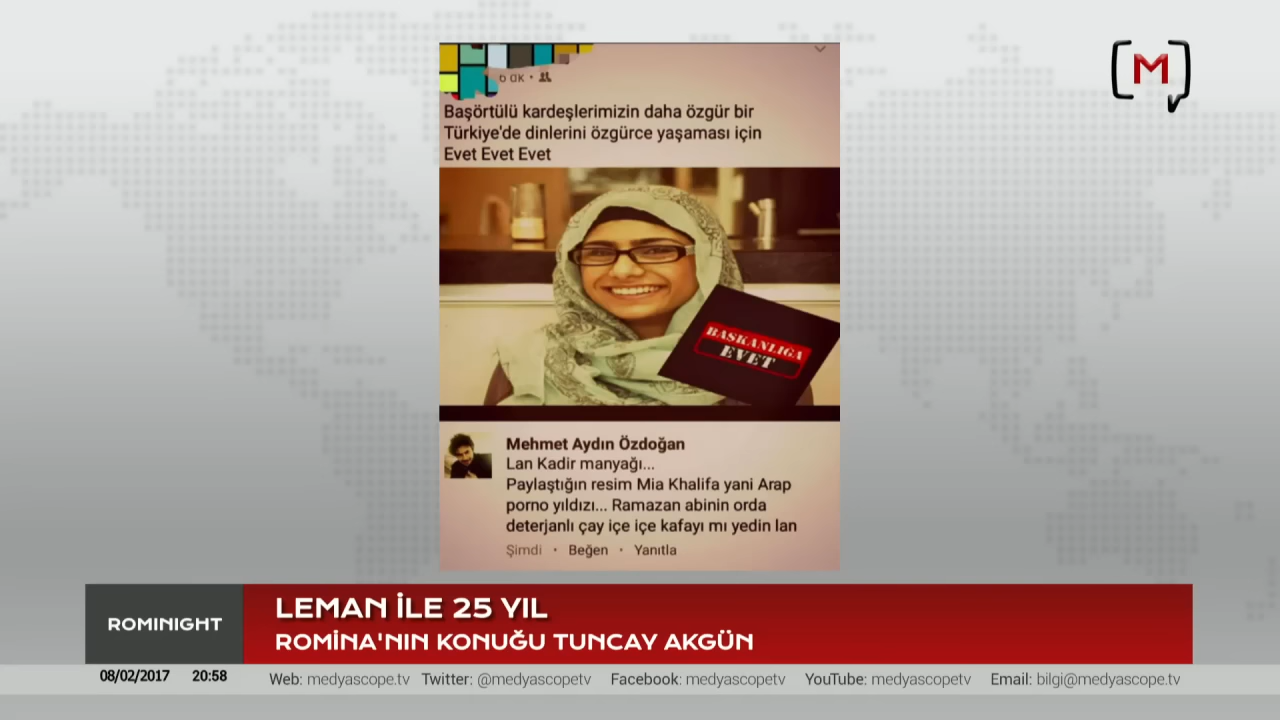 M
b ak
Başörtülü kardeşlerimizin daha özgür bir
Türkiye'de dinlerini özgürce yaşaması için
Evet Evet Evet
BAŞKANLIGA
EVET
Mehmet Aydın Özdoğan
Lan Kadir manyağı...
Paylaştığın resim Mia Khalifa yani Arap
porno yıldızı... Ramazan abinin orda
deterjanlı çay içe içe kafayı mı yedin lan
Şimdi • Beğen • Yanıtla
ROMINIGHT
LEMAN İLE 25 YIL
ROMİNA'NIN KONUĞU TUNCAY AKGÜN
08/02/2017 20:58 Web: medyascope.tv Twitter: @medyascopetv Facebook: medyascopetv YouTube: medyascopetv Email: bilgi@medyascope.tv